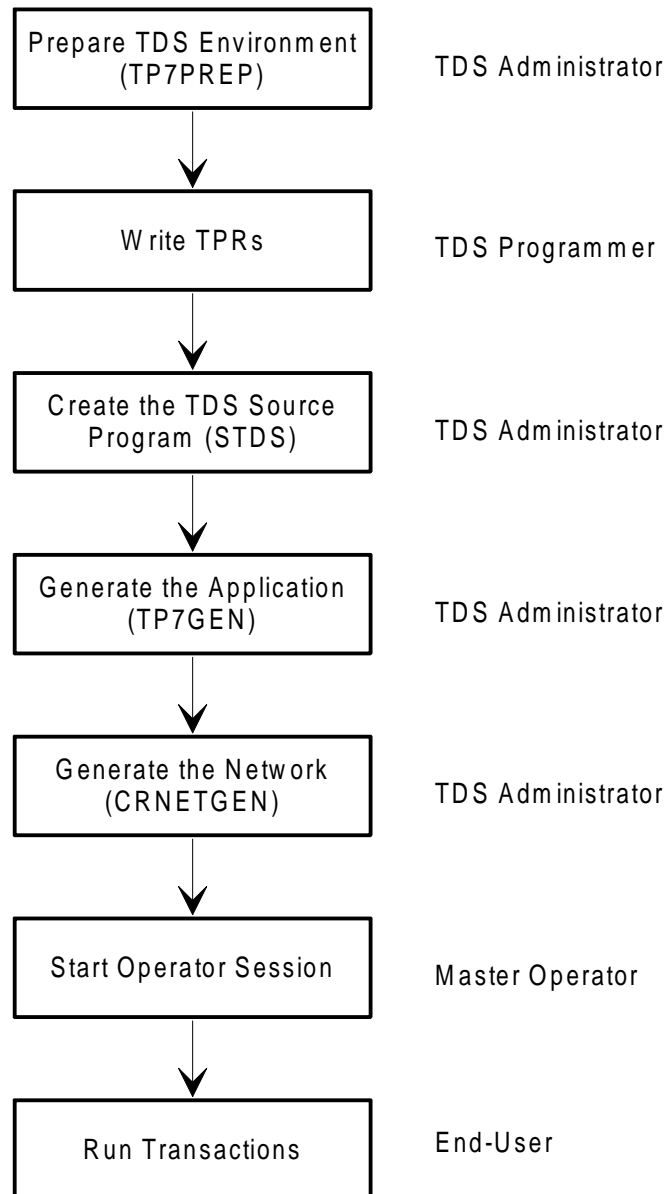 Prepare TDS Environment
(TP7PREP)
TDS Administrator
Write TPRs
TDS Programmer
Create the TDS Source
Program (STDS)
TDS Administrator
Generate the Application
(TP7GEN)
TDS Administrator
Generate the Network
(CRNETGEN)
TDS Administrator
Start Operator Session
Master Operator
Run Transactions
End-User